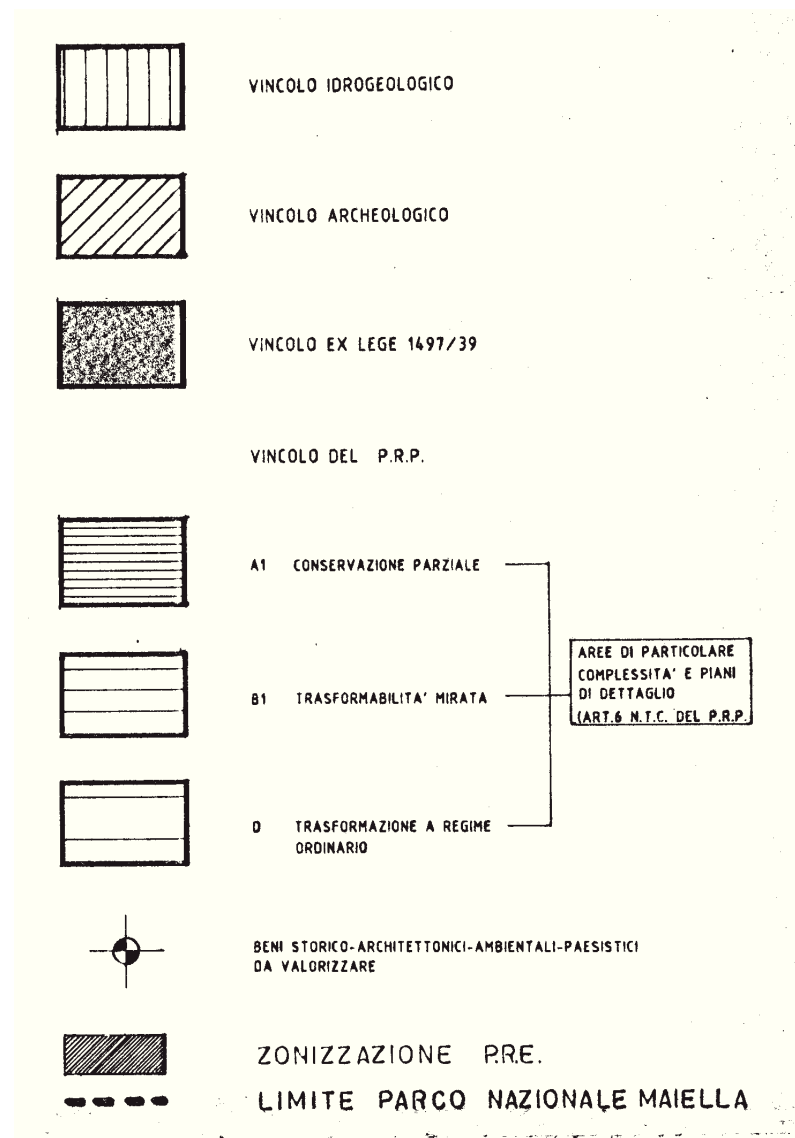 VINCOLO IDROGEOLOGICO
VINCOLO ARCHEOLOGICO
VINCOLO EX LEGE 1497/39
VINCOLO DEL P.R.P.
A1 CONSERVAZIONE PARZIALE
AREE DI PARTICOLARE
COMPLESSITA' E PIANI
DI DETTAGLIO
(ART.6 N.T.C. DEL P.R.P.
B1 TRASFORMABILITA' MIRATA
D TRASFORMAZIONE A REGIME
ORDINARIO
BENI STORICO-ARCHITETTONICI-AMBIENTALI-PAESISTICI
DA VALORIZZARE
ZONIZZAZIONE P.R.E.
LIMITE PARCO NAZIONALE MAIELLA